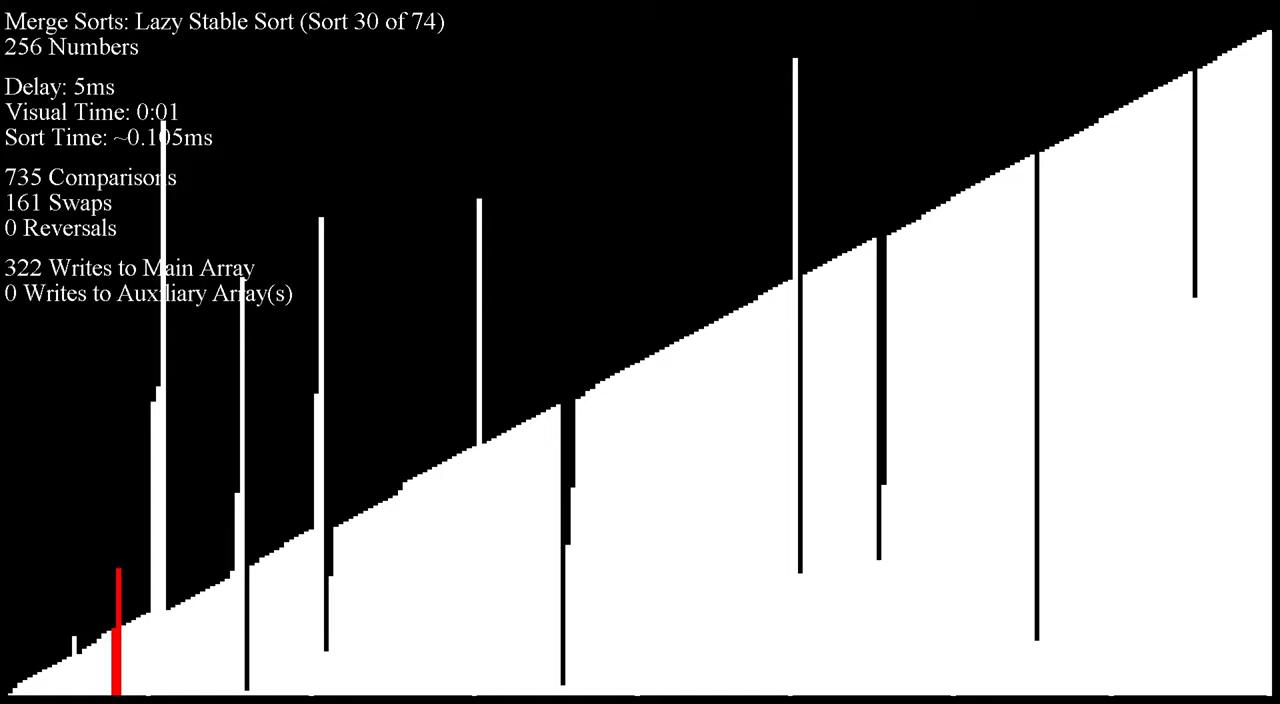 Merge Sorts: Lazy Stable Sort (Sort 30 of 74)
256 Numbers
Delay: 5ms
Visual Time: 0:01
Sort Time: ~0.105ms
735 Comparisons
161 Swaps
0 Reversals
322 Writes to Main Array
0 Writes to Auxiliary Array(s)